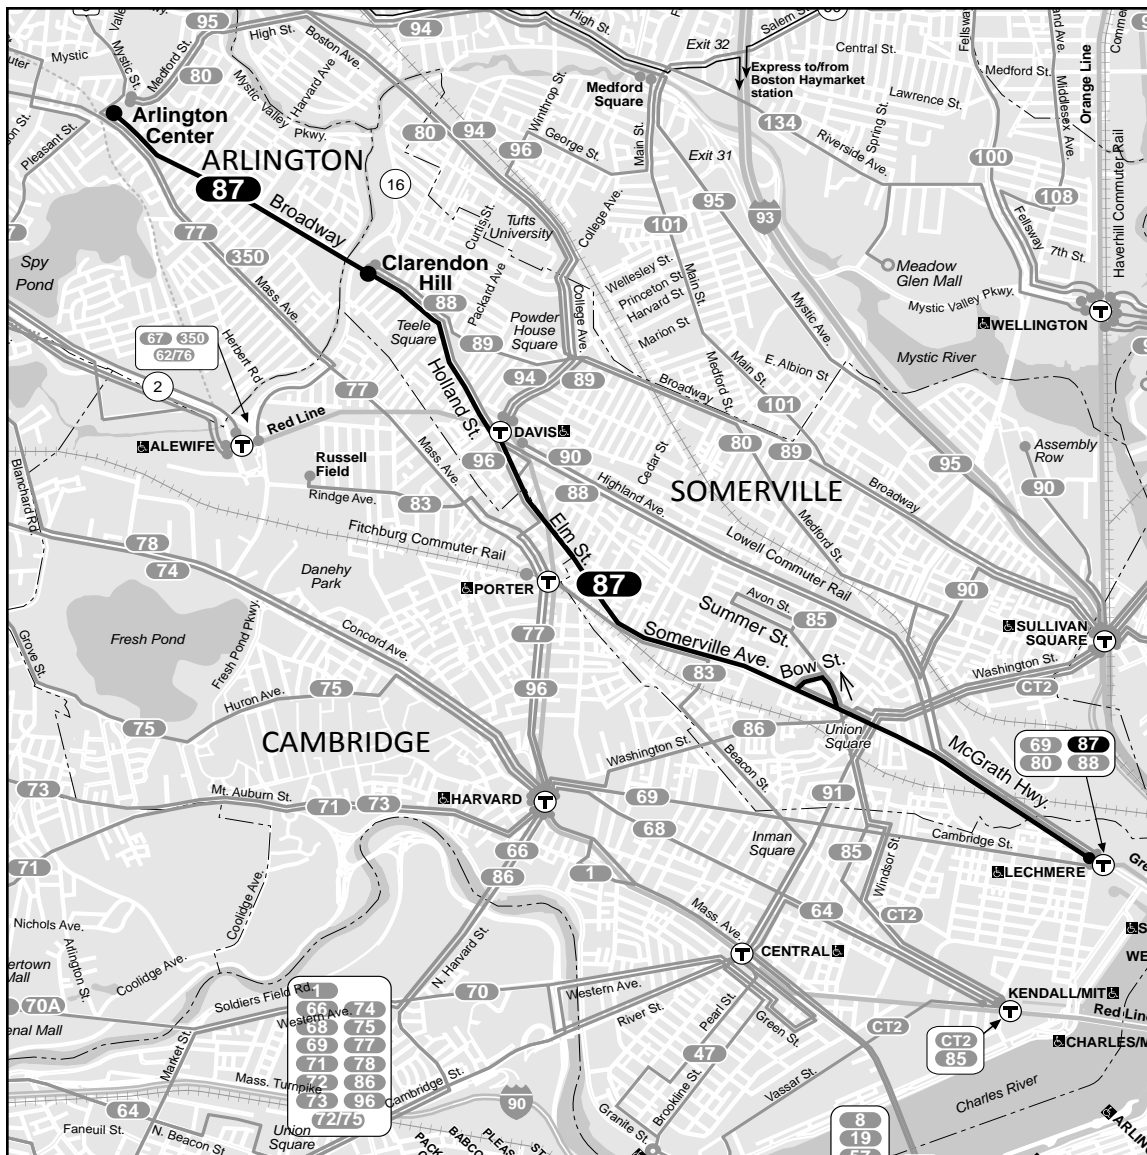 95
Mystic
Mystic St.
Medford St.
80
High St.
Harvard Ave
Boston Ave.
94
Mystic Valley Pkwy.
High St.
Exit 32
Salem St.
Express to/from
Boston Haymarket
station
Medford
Square
Central St.
Medford St.
Lawrence St.
Spring St.
Middlesex Ave.
Orange Line
Arlington
Center
Pleasant St.
ARLINGTON
87
Broadway
16
80
94
96
Winthrop St.
George St.
Main St.
Exit 31
134
Riverside Ave.
100
108
Fellsway
7th St.
Haverhill Commuter Rail
77
350
Spy
Pond
Mass. Ave.
Clarendon
Hill
Curtis St.
Tufts
University
Packard Ave
College Ave.
College Ave.
101
95
93
Wellesley St.
Princeton St
Harvard St
Marion St
Main St.
Meadow
Glen Mall
Mystic Valley Pkwy.
WELLINGTON
Mystic River
Mystic Ave.
88
Teele
Square
Powder
House
Square
89
67 350
62/76
2
Herbert Rd.
77
Red Line
ALEWIFE
Holland St.
94
89
Broadway
Medford St.
Main St.
E. Albion St
101
DAVIS
96
90
88
80
89
Cedar St
Highland Ave.
SOMERVILLE
Broadway
95
Assembly
Row
90
Blanchard Rd.
Russell
Field
Rindge Ave.
83
Mass. Ave.
Fitchburg Commuter Rail
Elm St.
Lowell Commuter Rail
Medford St.
78
74
Danehy
Park
PORTER
87
Avon St.
85
90
SULLIVAN
SQUARE
Summer St.
Somerville Ave.
Bow St.
Washington St.
CT2
Fresh Pond
Fresh Pond Pkwy.
Grove St.
Concord Ave.
77
83
Huron Ave.
75
75
96
86
Washington St.
Union
Square
CAMBRIDGE
Beacon St.
McGrath Hwy.
69 87
80 88
73
Mt. Auburn St.
71
73
HARVARD
69
68
91
71
66
86
1
Inman
Square
85
Windsor St.
Cambridge St.
LECHMERE
Coolidge Ave.
Nichols Ave.
Arlington St.
Coolidge Ave.
70A
N. Harvard St.
Mass. Ave
64
CT2
CENTRAL
KENDALL/MIT
Red Line
Soldiers Field Rd.
1
66 74
Western Ave.
68 75
69 77
71 78
72 86
73 96
72/75
70
Western Ave.
River St.
Pearl St.
Green St.
CT2
CT2
85
Market St.
Mass. Turnpike
Cambridge St.
47
Brookline St.
Vassar St.
Charles River
64
Faneuil St.
N. Beacon St.
Union
Square
90
Granite St.
8
19
57